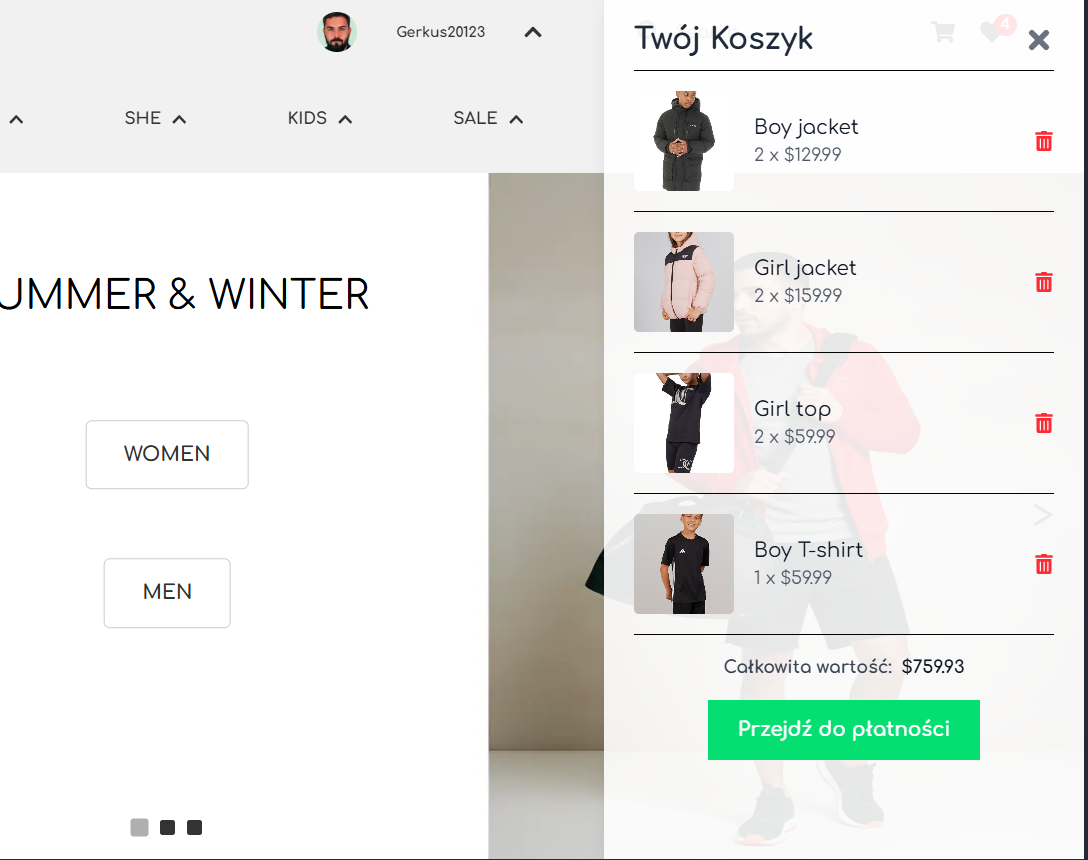 Gerkus20123
SHE
KIDS
SALE
UMMER & WINTER
WOMEN
MEN
Twój Koszyk
4
Boy jacket
2 x $129.99
Girl jacket
2 x $159.99
Girl top
2 x $59.99
Boy T-shirt
1 x $59.99
Całkowita wartość: $759.93
Przejdź do płatności